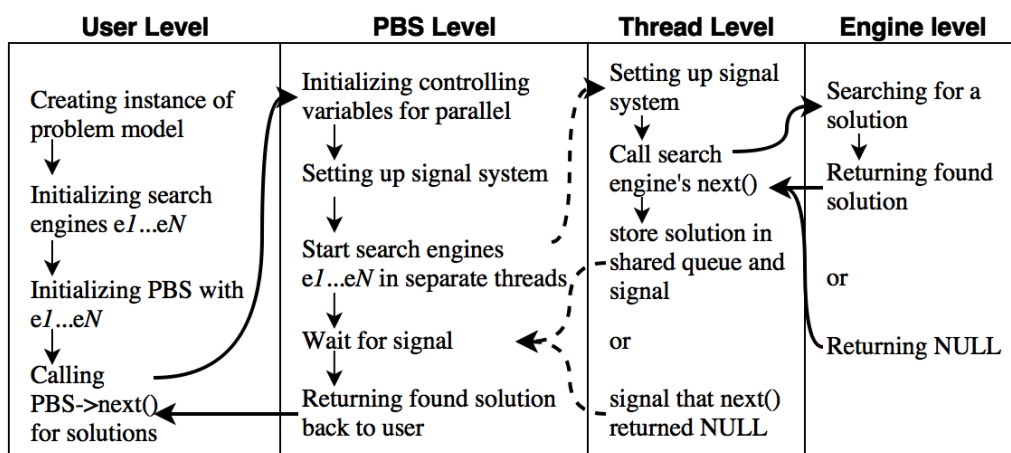 User Level
PBS Level
Thread Level
Engine level
Creating instance of
problem model
Initializing search
engines e1...eN
Initializing PBS with
e1...eN
Calling
PBS->next()
for solutions
Initializing controlling
variables for parallel
Setting up signal system
Start search engines
e1...eN in separate threads
Wait for signal
Returning found solution
back to user
Setting up signal
system
Call search
engine's next()
store solution in
shared queue and
signal
or
signal that next()
returned NULL
Searching for a
solution
Returning found
solution
or
Returning NULL